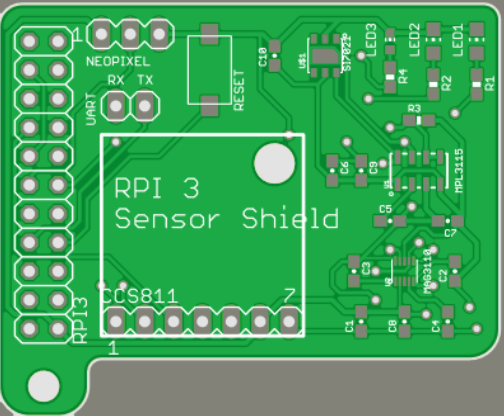 1
NEOPIXEL
RX TX
UART
RESET
C10
U$1
SI7021
LED3
LED2
LED1
R4
R2
R1
R3
RPI 3
Sensor Shield
C6
C9
MPL3115
C5
C7
C3
MAG3110
C2
CCS811
7
RPI3
1
C1
C8
C4